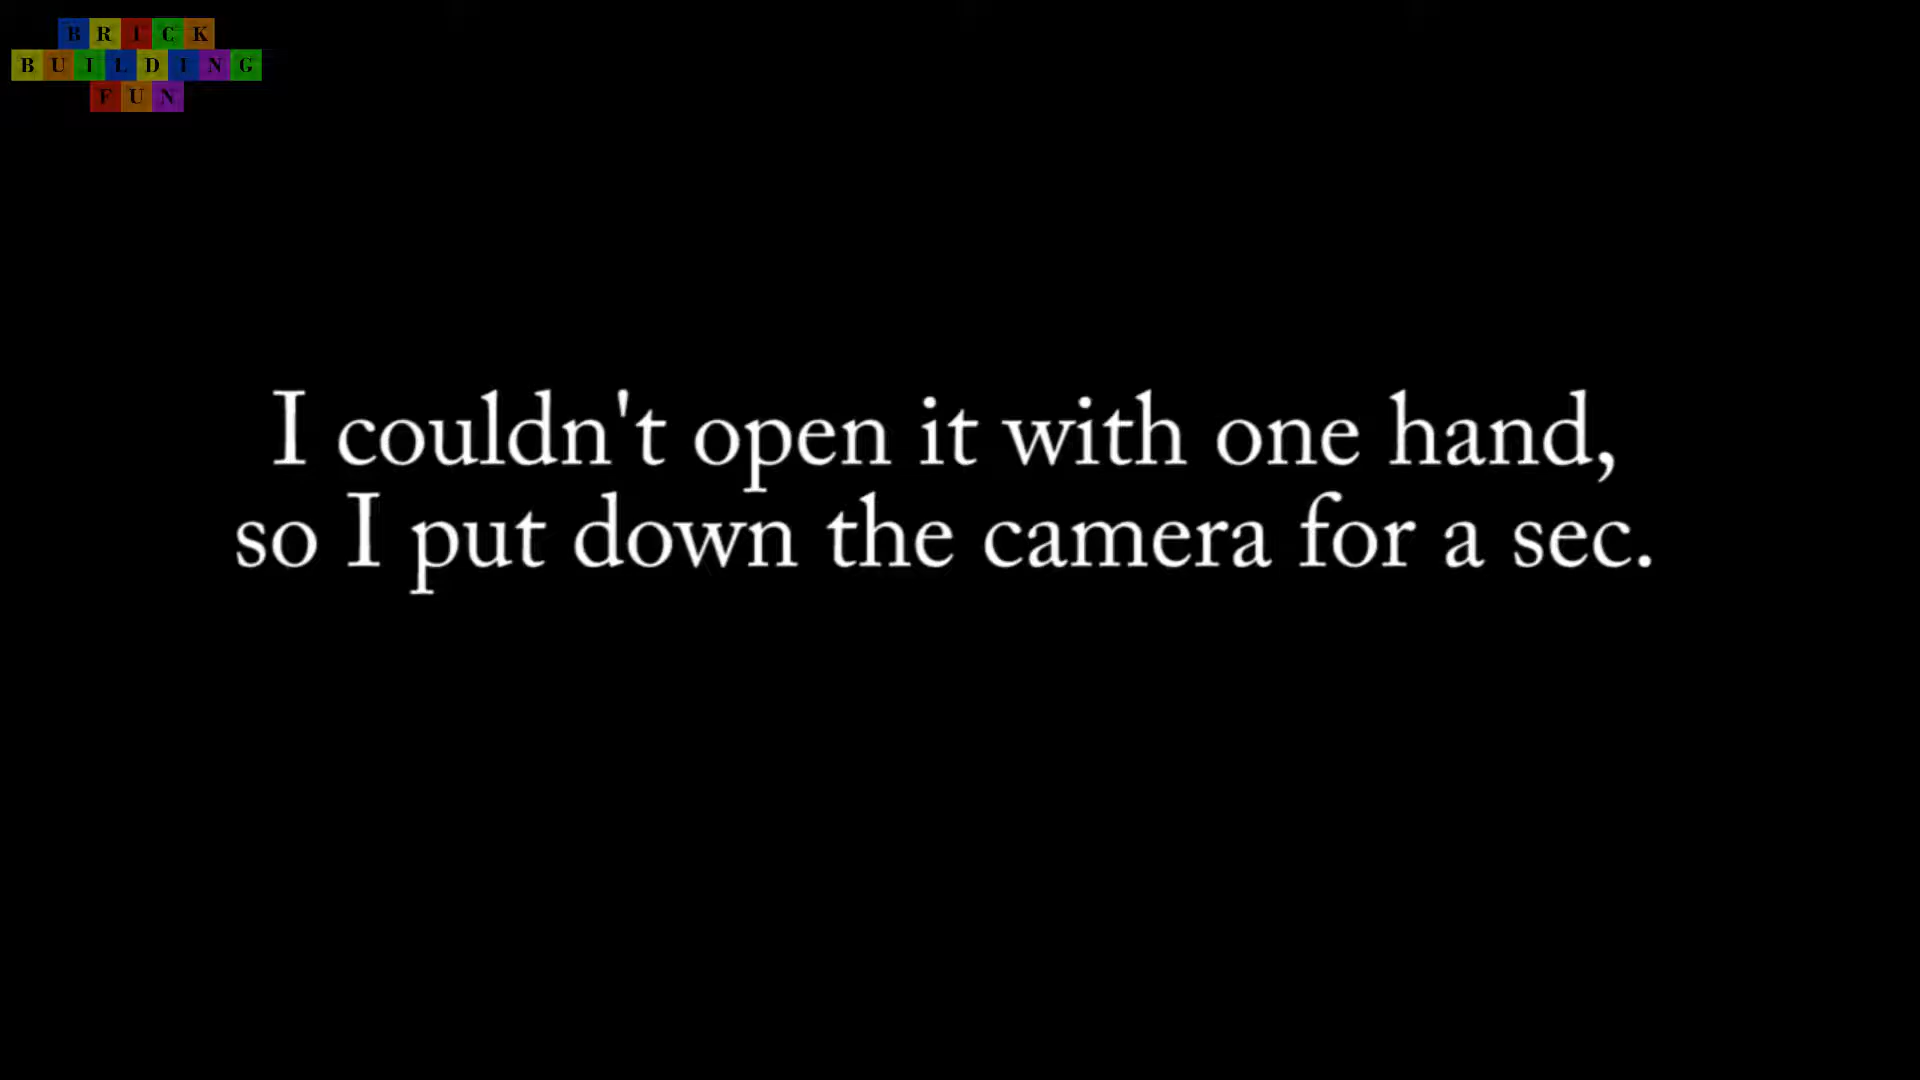 BRICK
BUILDING
FUN
I couldn't open it with one hand,
so I put down the camera for a sec.